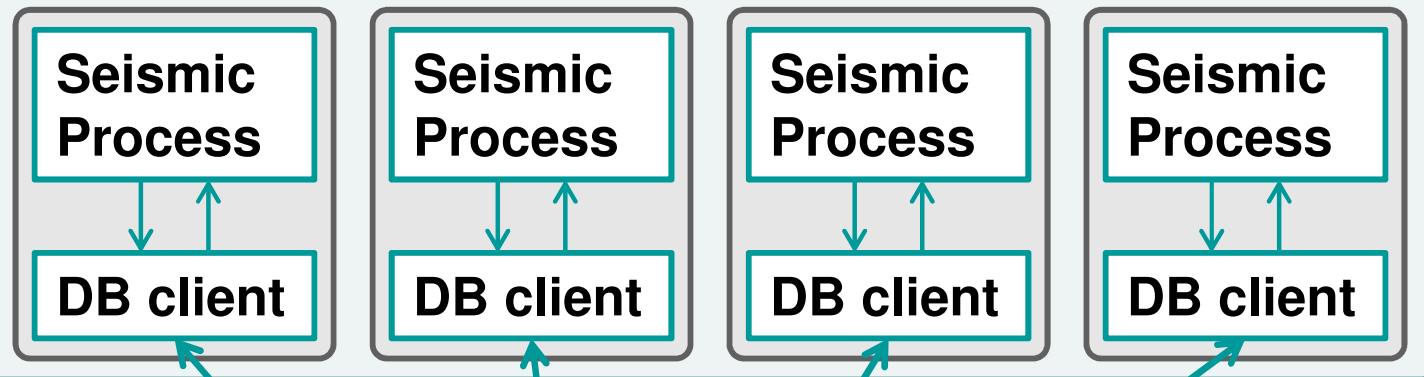 Seismic
Process
DB client
Seismic
Process
DB client
Seismic
Process
DB client
Seismic
Process
DB client